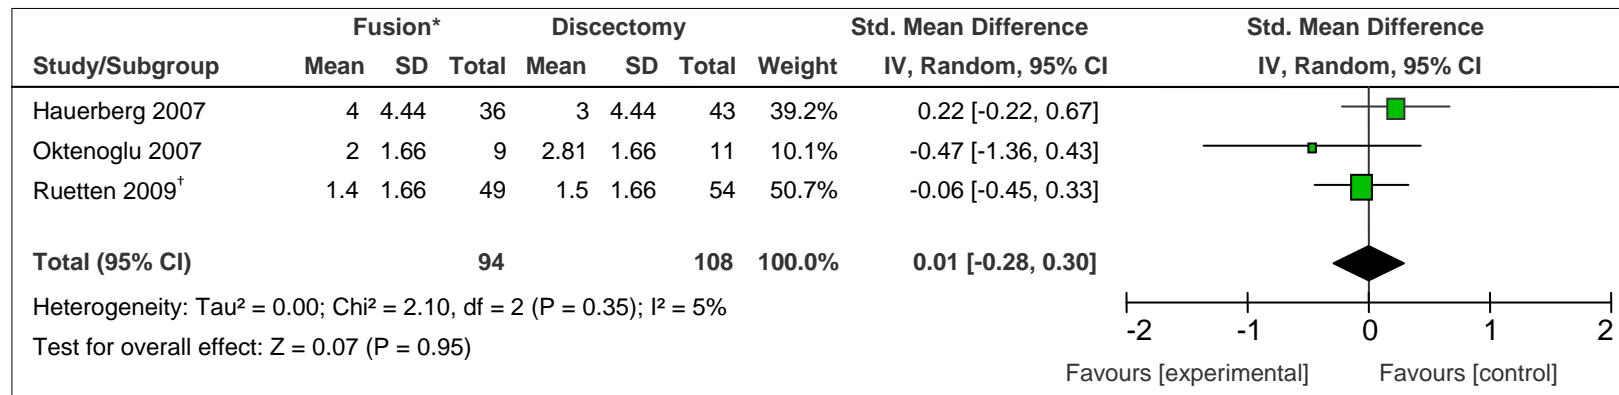 Fusion* Discectomy Std. Mean Difference Std. Mean Difference
Study/Subgroup Mean SD Total Mean SD Total Weight IV, Random, 95% CI IV, Random, 95% CI
Hauerberg 2007 4 4.44 36 3 4.44 43 39.2% 0.22 [-0.22, 0.67]
Oktenoglu 2007 2 1.66 9 2.81 1.66 11 10.1% -0.47 [-1.36, 0.43]
Ruetten 2009† 1.4 1.66 49 1.5 1.66 54 50.7% -0.06 [-0.45, 0.33]
Total (95% CI) 94 108 100.0% 0.01 [-0.28, 0.30]
Heterogeneity: Tau² = 0.00; Chi² = 2.10, df = 2 (P = 0.35); I² = 5%
Test for overall effect: Z = 0.07 (P = 0.95)
-2 -1 0 1 2
Favours [experimental] Favours [control]